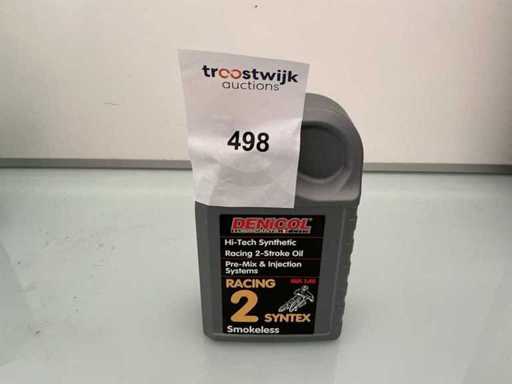 troostwijk
auctions
498
DENICOL
LUBRICANTS
Hi-Tech Synthetic
Racing 2-Stroke Oil
Pre-Mix & Injection
Systems
RACING
2 SYNTEX
Smokeless